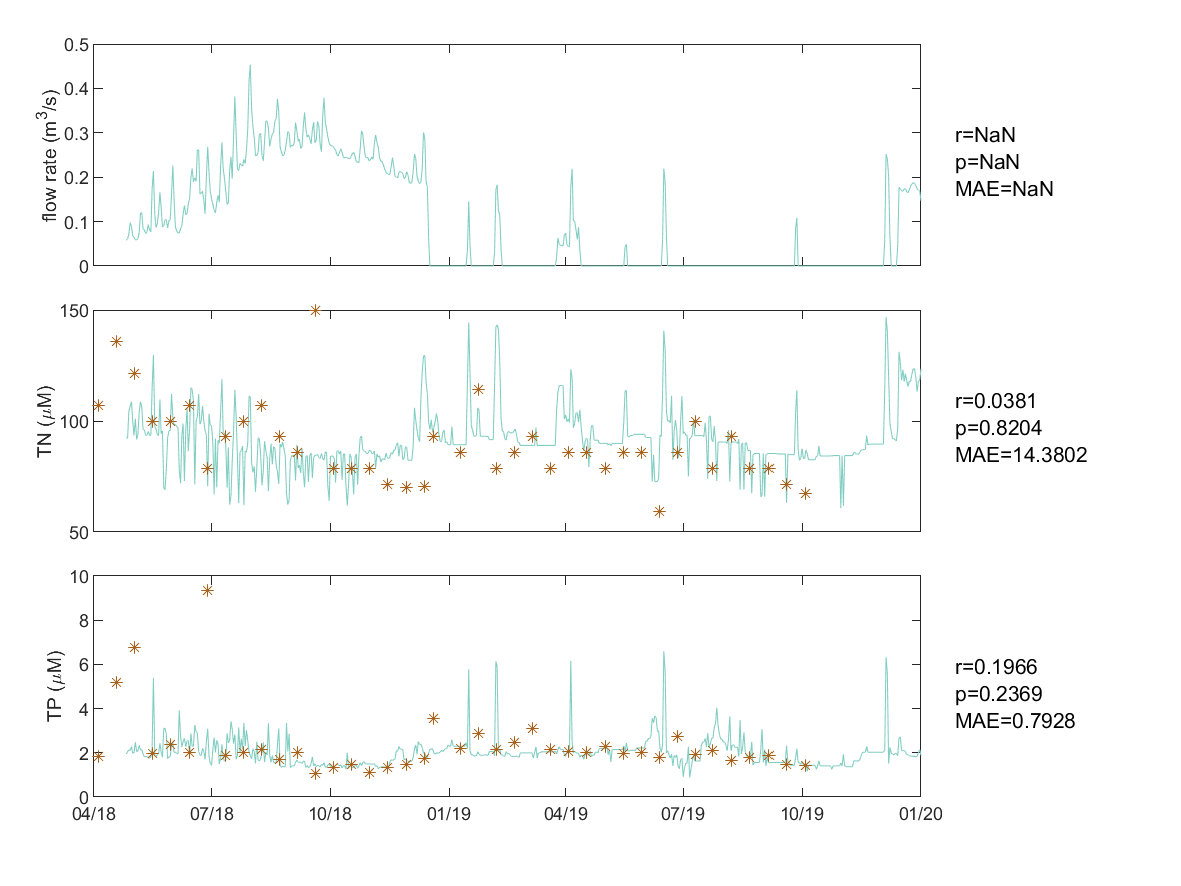 0.5
0.4
0.3
0.2
0.1
0
flow rate (m³/s)
r=NaN
p=NaN
MAE=NaN
150
100
50
TN (μM)
r=0.0381
p=0.8204
MAE=14.3802
10
8
6
4
2
0
TP (μM)
r=0.1966
p=0.2369
MAE=0.7928
04/18 07/18 10/18 01/19 04/19 07/19 10/19 01/20